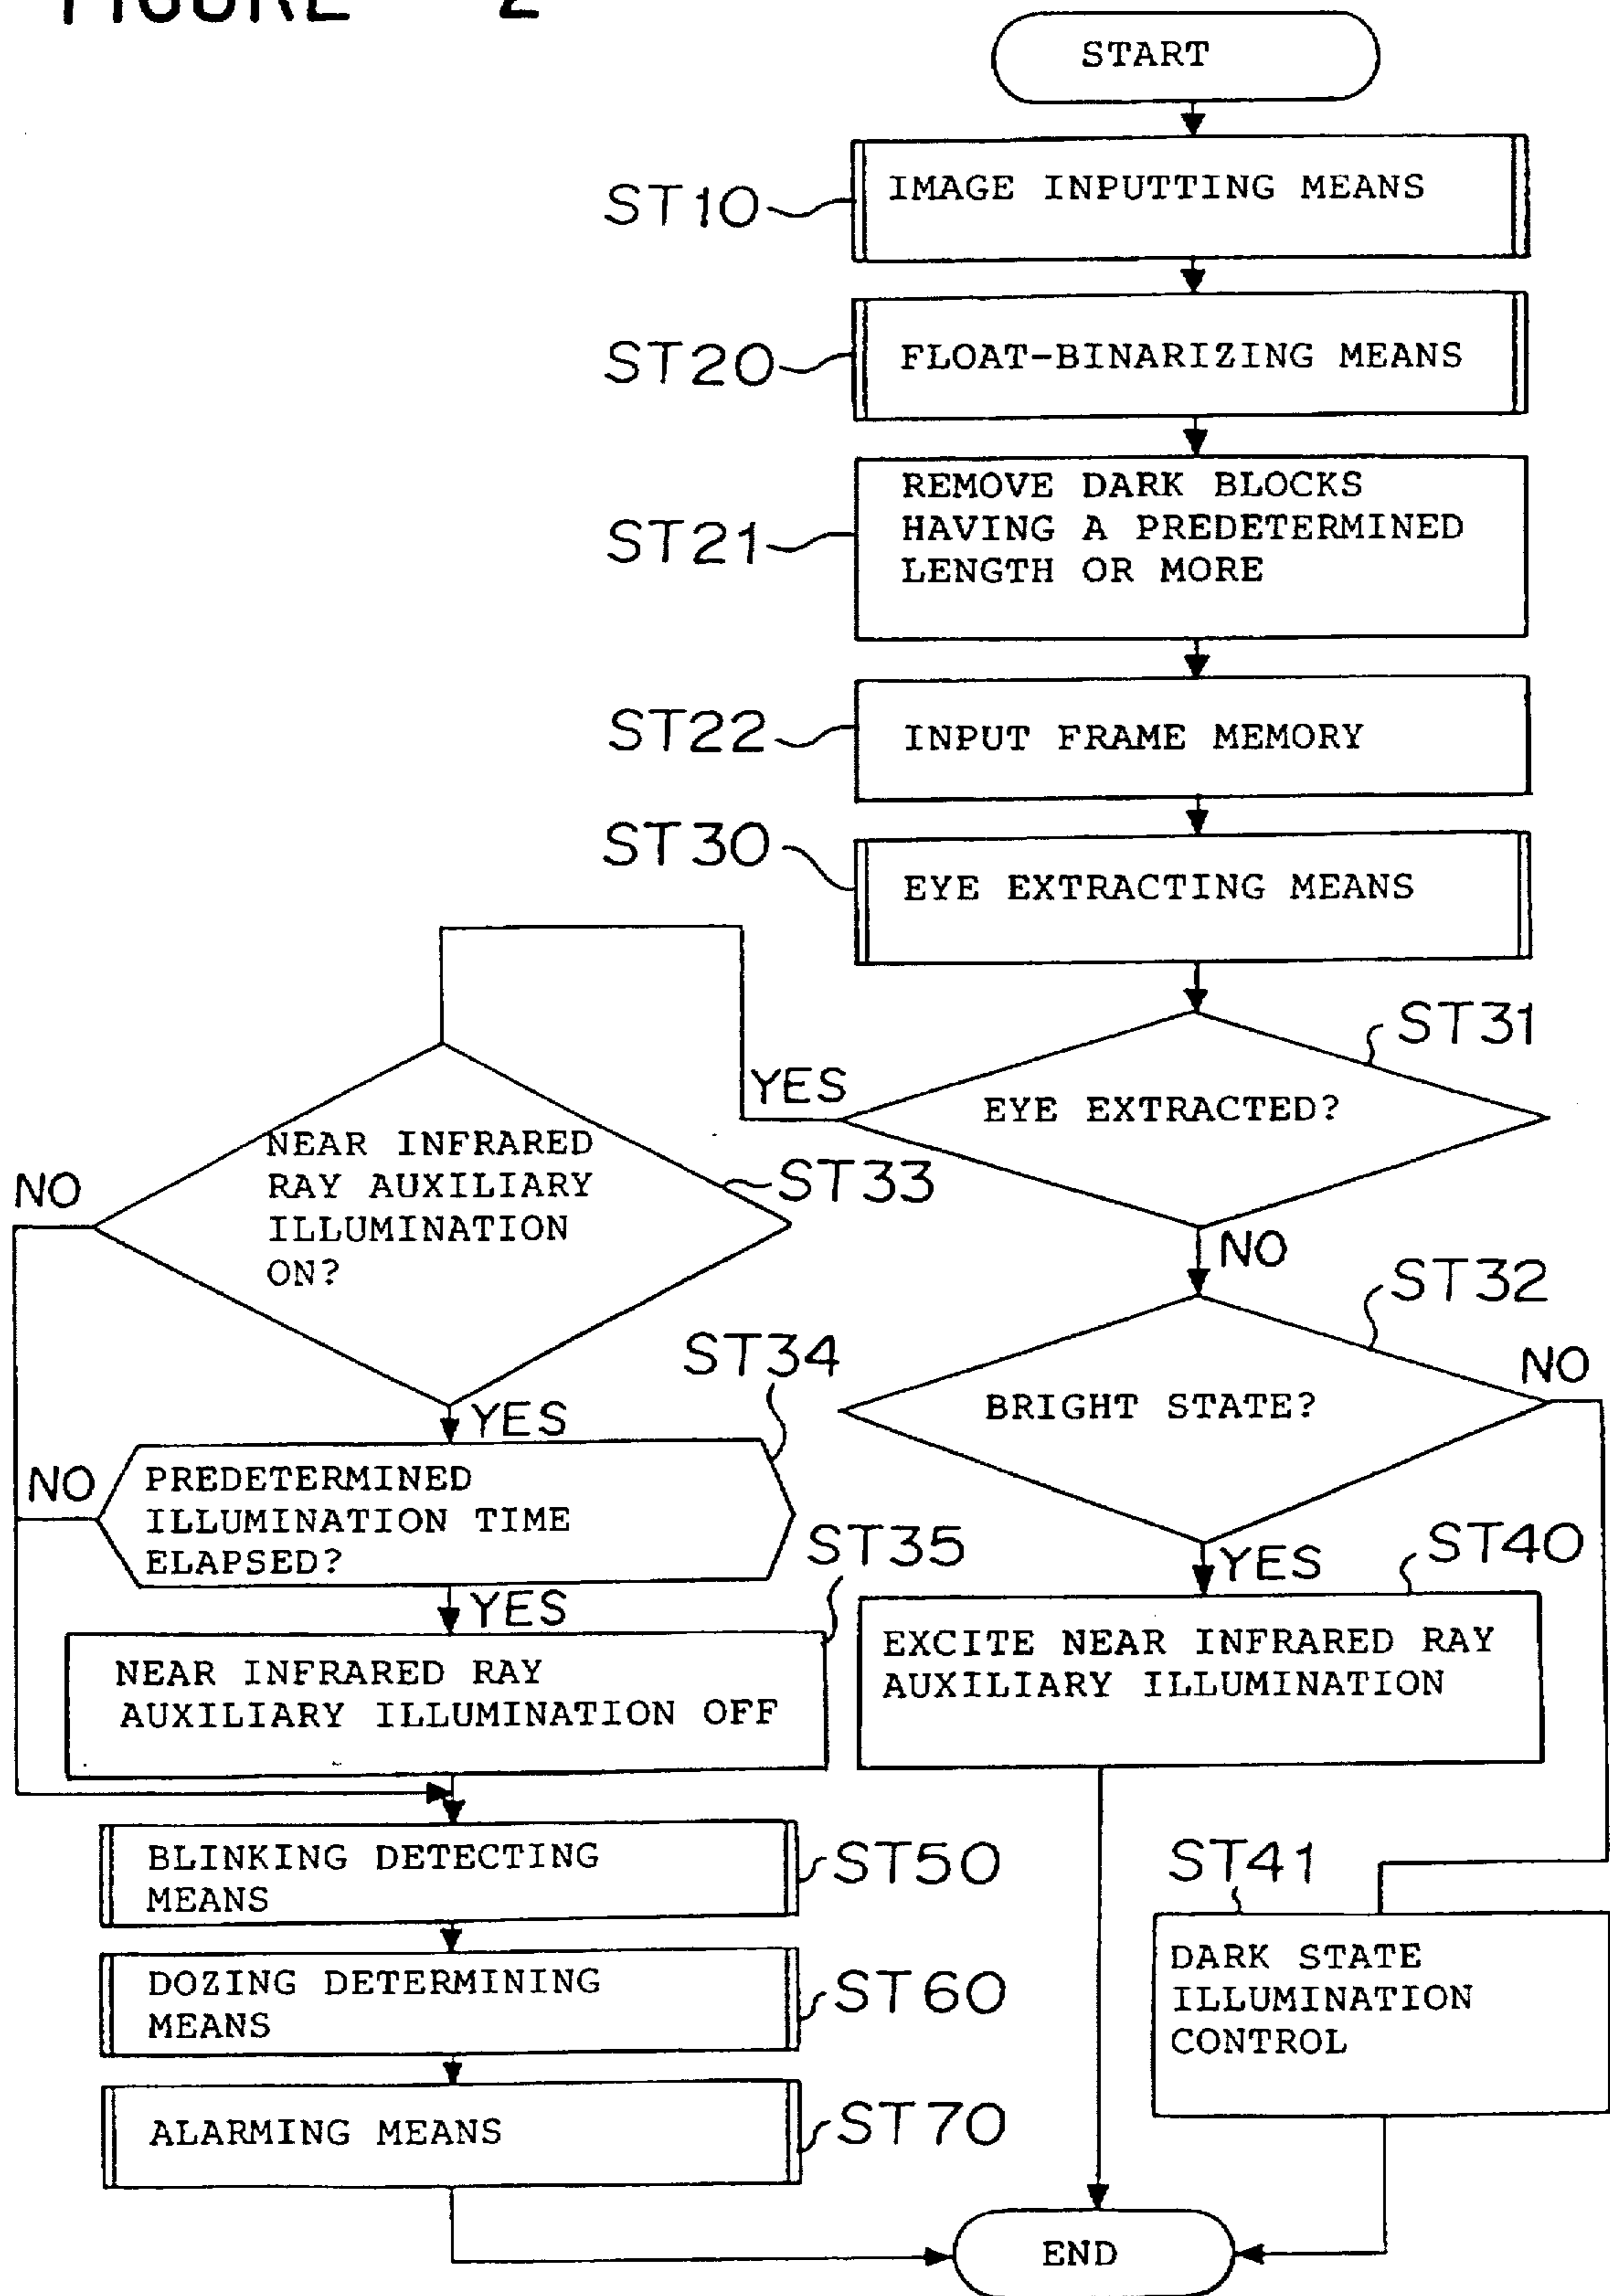 FIGURE 2
START
ST10
IMAGE INPUTTING MEANS
ST20
FLOAT-BINARIZING MEANS
ST21
REMOVE DARK BLOCKS
HAVING A PREDETERMINED
LENGTH OR MORE
ST22
INPUT FRAME MEMORY
ST30
EYE EXTRACTING MEANS
ST31
EYE EXTRACTED?
YES
NO
ST33
NEAR INFRARED
RAY AUXILIARY
ILLUMINATION
ON?
NO
YES
ST32
BRIGHT STATE?
NO
YES
ST34
PREDETERMINED
ILLUMINATION TIME
ELAPSED?
NO
YES
ST35
NEAR INFRARED RAY
AUXILIARY ILLUMINATION OFF
ST40
EXCITE NEAR INFRARED RAY
AUXILIARY ILLUMINATION
ST50
BLINKING DETECTING
MEANS
ST41
DARK STATE
ILLUMINATION
CONTROL
ST60
DOZING DETERMINING
MEANS
ST70
ALARMING MEANS
END